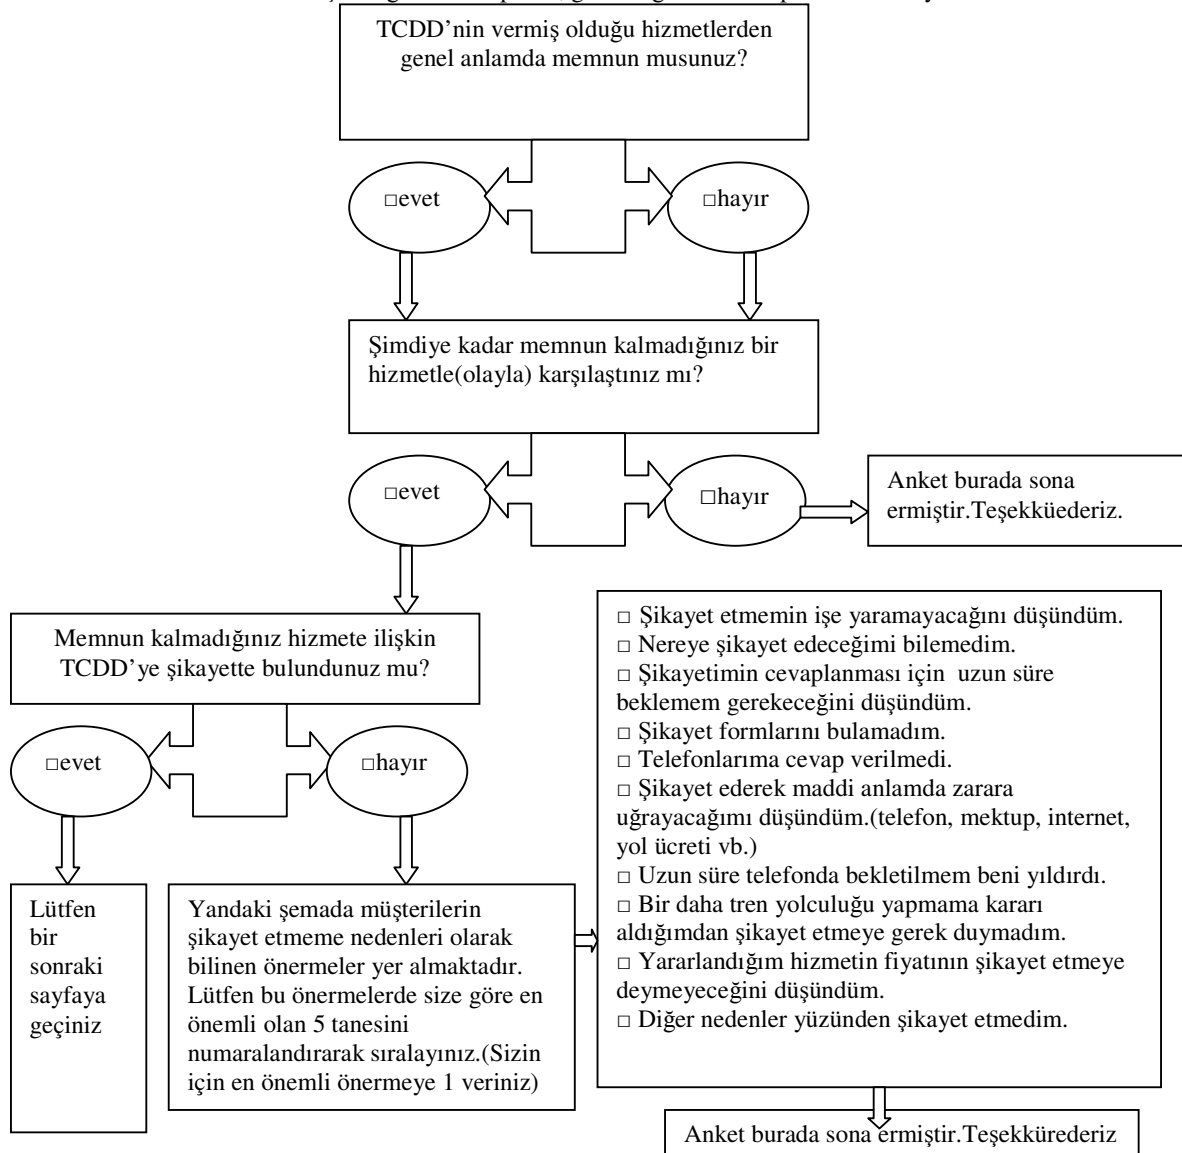 TCDD’nin vermiş olduğu hizmetlerden
genel anlamda memnun musunuz?
□evet
□hayır
Şimdiye kadar memnun kalmadığınız bir
hizmetle(olayla) karşılaştınız mı?
□evet
□hayır
Anket burada sona
ermiştir.Teşekküederiz.
Memnun kalmadığınız hizmete ilişkin
TCDD’ye şikayette bulundunuz mu?
□evet
□hayır
Lütfen
bir
sonraki
sayfaya
geçiniz
Yandaki şemada müşterilerin
şikayet etmeme nedenleri olarak
bilinen önermeler yer almaktadır.
Lütfen bu önermelerde size göre en
önemli olan 5 tanesini
numaralandırarak sıralayınız.(Sizin
için en önemli önermeye 1 veriniz)
□ Şikayet etmemin işe yaramayacağını düşündüm.
□ Nereye şikayet edeceğimi bilemedim.
□ Şikayetimin cevaplanması için uzun süre
beklemem gerekeceğini düşündüm.
□ Şikayet formlarını bulamadım.
□ Telefonlarıma cevap verilmedi.
□ Şikayet ederek maddi anlamda zarara
uğrayacağımı düşündüm.(telefon, mektup, internet,
yol ücreti vb.)
□ Uzun süre telefonda bekletilmem beni yıldırdı.
□ Bir daha tren yolculuğu yapmama kararı
aldığımdan şikayet etmeye gerek duymadım.
□ Yararlandığım hizmetin fiyatının şikayet etmeye
deymeyeceğini düşündüm.
□ Diğer nedenler yüzünden şikayet etmedim.
Anket burada sona ermiştir.Teşekkürederiz